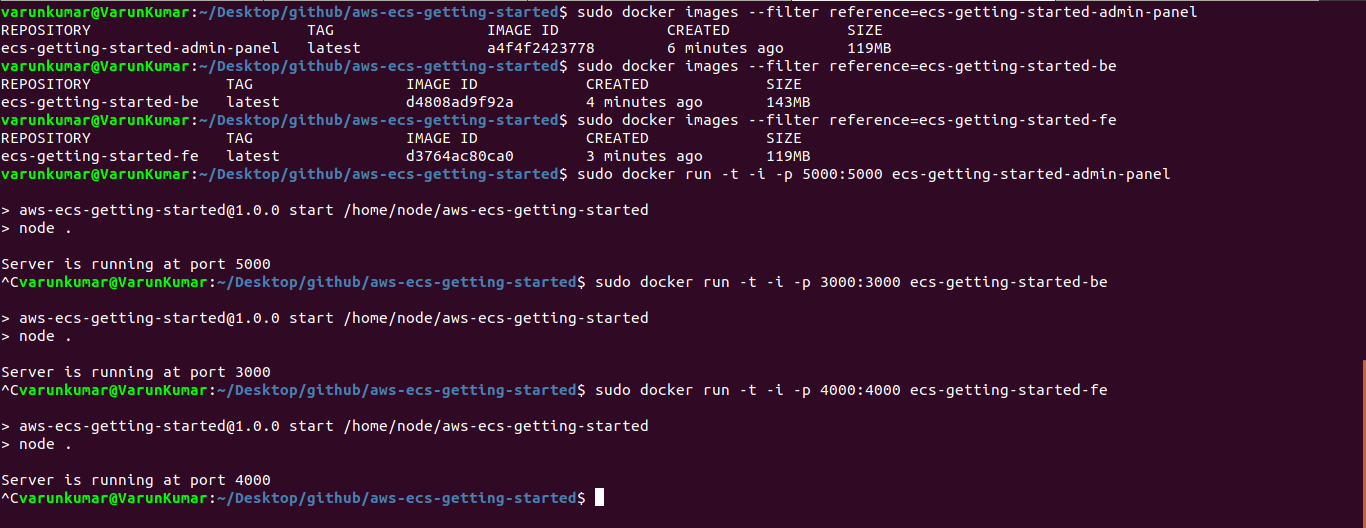 varunkumar@VarunKumar:~/Desktop/github/aws-ecs-getting-started$ sudo docker images --filter reference=ecs-getting-started-admin-panel
REPOSITORY TAG IMAGE ID CREATED SIZE
ecs-getting-started-admin-panel latest a4f4f2423778 6 minutes ago 119MB
varunkumar@VarunKumar:~/Desktop/github/aws-ecs-getting-started$ sudo docker images --filter reference=ecs-getting-started-be
REPOSITORY TAG IMAGE ID CREATED SIZE
ecs-getting-started-be latest d4808ad9f92a 4 minutes ago 143MB
varunkumar@VarunKumar:~/Desktop/github/aws-ecs-getting-started$ sudo docker images --filter reference=ecs-getting-started-fe
REPOSITORY TAG IMAGE ID CREATED SIZE
ecs-getting-started-fe latest d3764ac80ca0 3 minutes ago 119MB
varunkumar@VarunKumar:~/Desktop/github/aws-ecs-getting-started$ sudo docker run -t -i -p 5000:5000 ecs-getting-started-admin-panel
> aws-ecs-getting-started@1.0.0 start /home/node/aws-ecs-getting-started
> node .
Server is running at port 5000
^Cvarunkumar@VarunKumar:~/Desktop/github/aws-ecs-getting-started$ sudo docker run -t -i -p 3000:3000 ecs-getting-started-be
> aws-ecs-getting-started@1.0.0 start /home/node/aws-ecs-getting-started
> node .
Server is running at port 3000
^Cvarunkumar@VarunKumar:~/Desktop/github/aws-ecs-getting-started$ sudo docker run -t -i -p 4000:4000 ecs-getting-started-fe
> aws-ecs-getting-started@1.0.0 start /home/node/aws-ecs-getting-started
> node .
Server is running at port 4000
^Cvarunkumar@VarunKumar:~/Desktop/github/aws-ecs-getting-started$